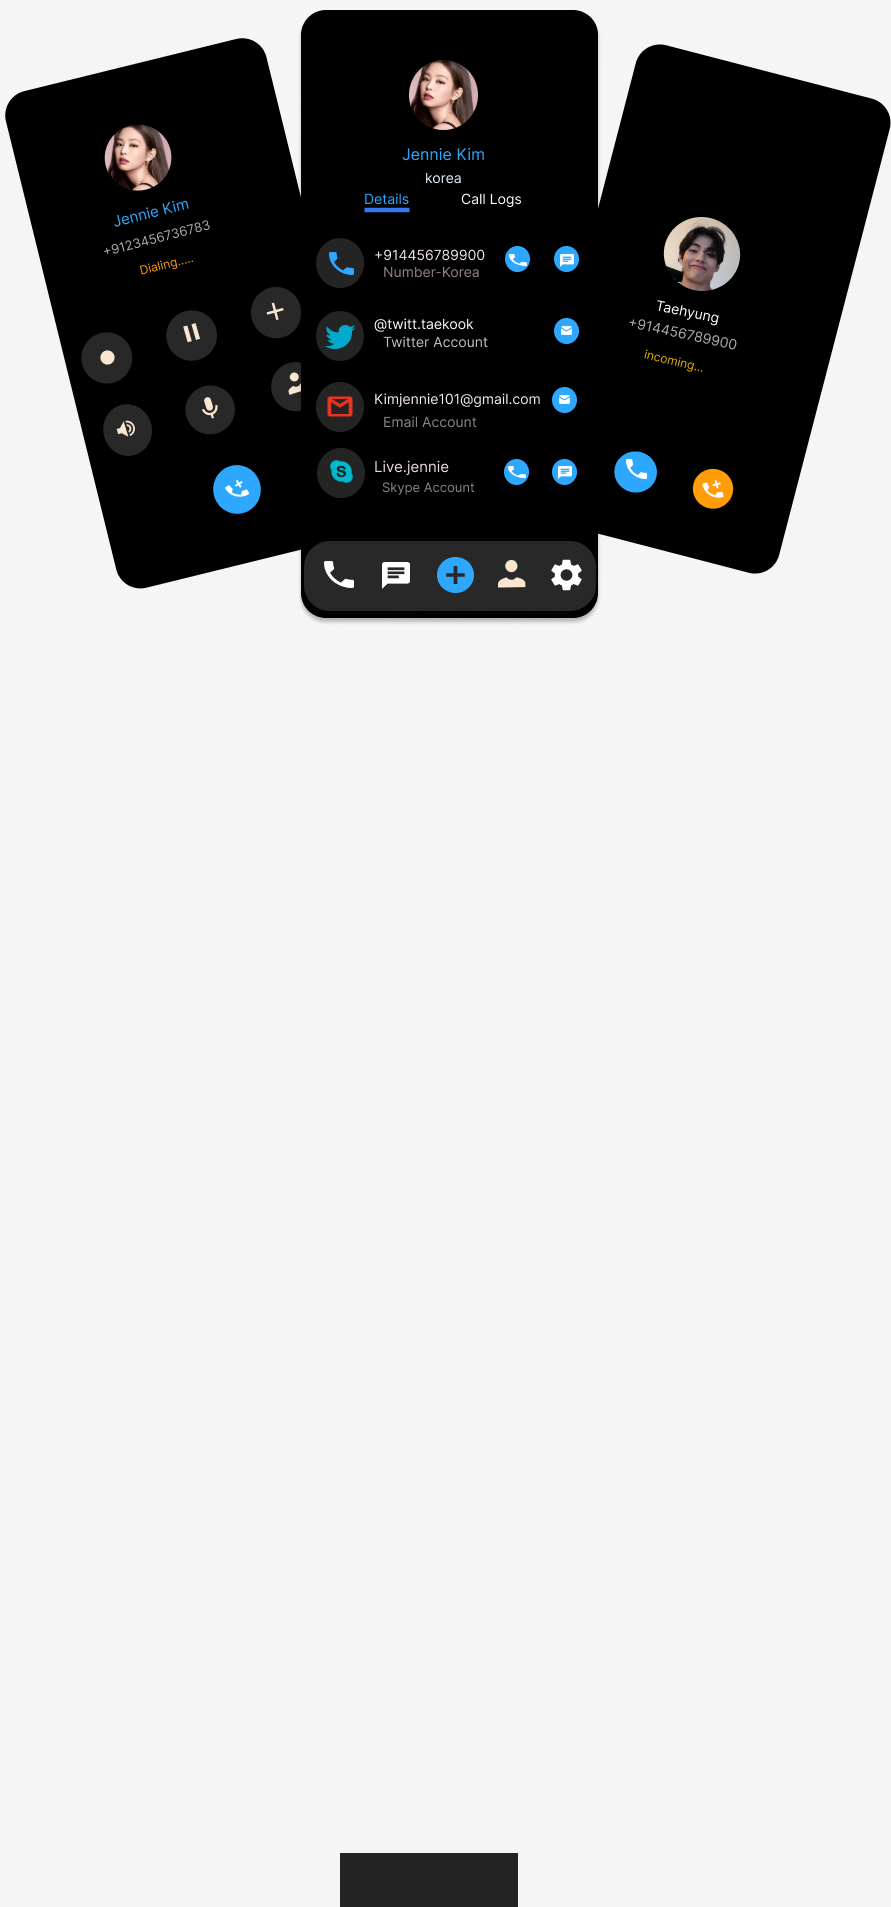 Jennie Kim
+9123456736783
Dialing.....
Jennie Kim
korea
Details Call Logs
+914456789900
Number-Korea
@twitt.taekook
Twitter Account
Kimjennie101@gmail.com
Email Account
Live.jennie
Skype Account
Taehyung
+914456789900
incoming...